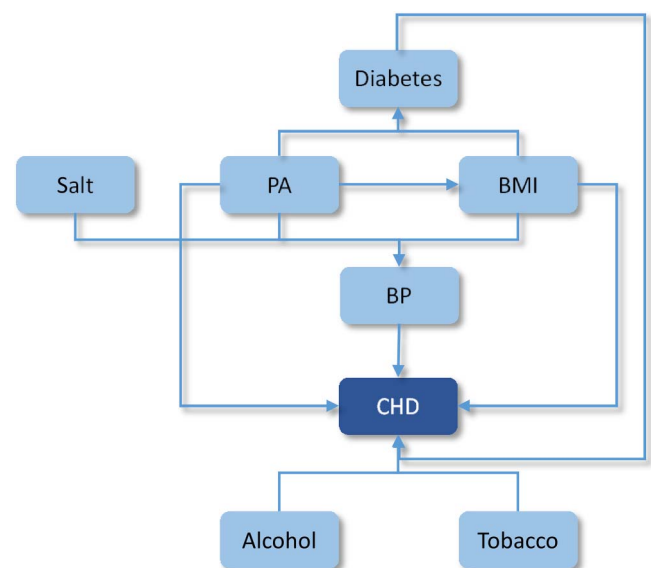 Diabetes
Salt
PA
BMI
BP
CHD
Alcohol
Tobacco